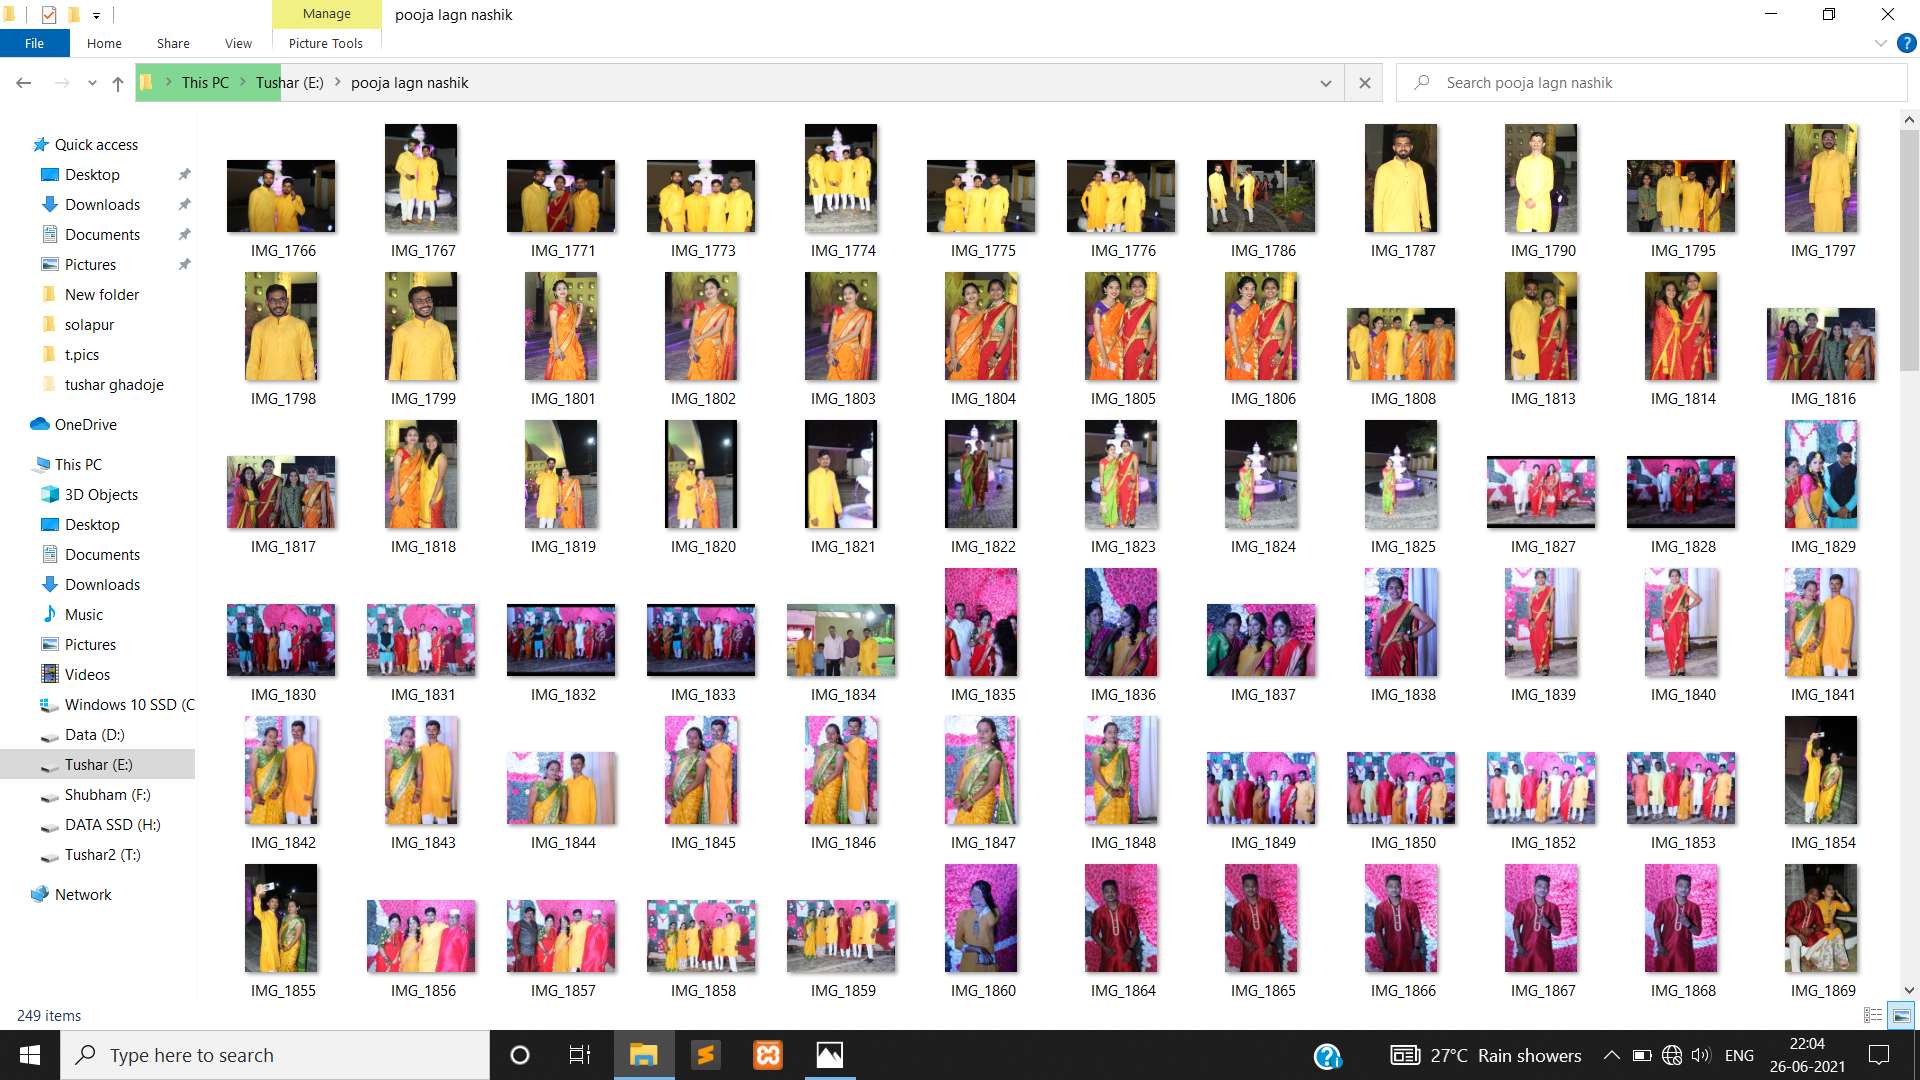 Manage
pooja lagn nashik
File
Home
Share
View
Picture Tools
?
This PC
Tushar (E:)
pooja lagn nashik
Search pooja lagn nashik
Quick access
Desktop
Downloads
Documents
Pictures
New folder
solapur
t.pics
tushar ghadoje
OneDrive
This PC
3D Objects
Desktop
Documents
Downloads
Music
Pictures
Videos
Windows 10 SSD (C
Data (D:)
Tushar (E:)
Shubham (F:)
DATA SSD (H:)
Tushar2 (T:)
Network
IMG_1766 IMG_1767 IMG_1771 IMG_1773 IMG_1774 IMG_1775 IMG_1776 IMG_1786 IMG_1787 IMG_1790 IMG_1795 IMG_1797
IMG_1798 IMG_1799 IMG_1801 IMG_1802 IMG_1803 IMG_1804 IMG_1805 IMG_1806 IMG_1808 IMG_1813 IMG_1814 IMG_1816
IMG_1817 IMG_1818 IMG_1819 IMG_1820 IMG_1821 IMG_1822 IMG_1823 IMG_1824 IMG_1825 IMG_1827 IMG_1828 IMG_1829
IMG_1830 IMG_1831 IMG_1832 IMG_1833 IMG_1834 IMG_1835 IMG_1836 IMG_1837 IMG_1838 IMG_1839 IMG_1840 IMG_1841
IMG_1842 IMG_1843 IMG_1844 IMG_1845 IMG_1846 IMG_1847 IMG_1848 IMG_1849 IMG_1850 IMG_1852 IMG_1853 IMG_1854
IMG_1855 IMG_1856 IMG_1857 IMG_1858 IMG_1859 IMG_1860 IMG_1864 IMG_1865 IMG_1866 IMG_1867 IMG_1868 IMG_1869
249 items
Type here to search
27°C Rain showers
ENG
22:04
26-06-2021